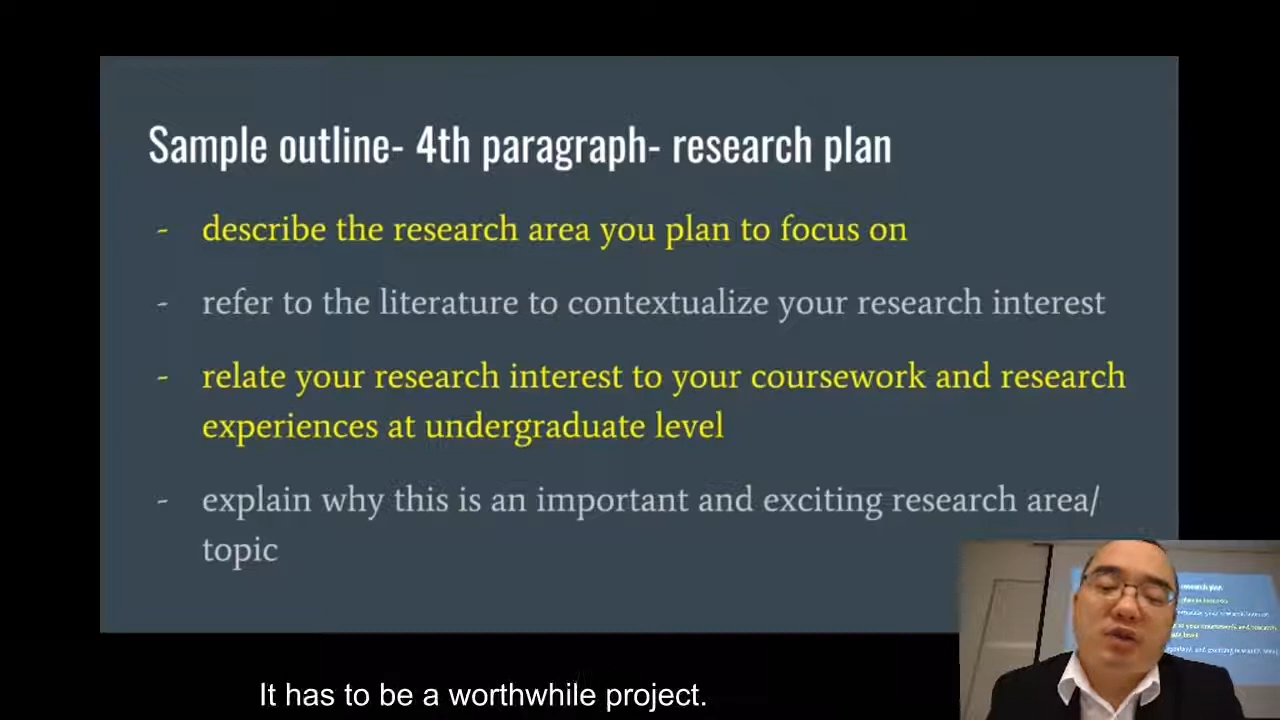 Sample outline- 4th paragraph- research plan
- describe the research area you plan to focus on
- refer to the literature to contextualize your research interest
- relate your research interest to your coursework and research
experiences at undergraduate level
- explain why this is an important and exciting research area/
topic
It has to be a worthwhile project.